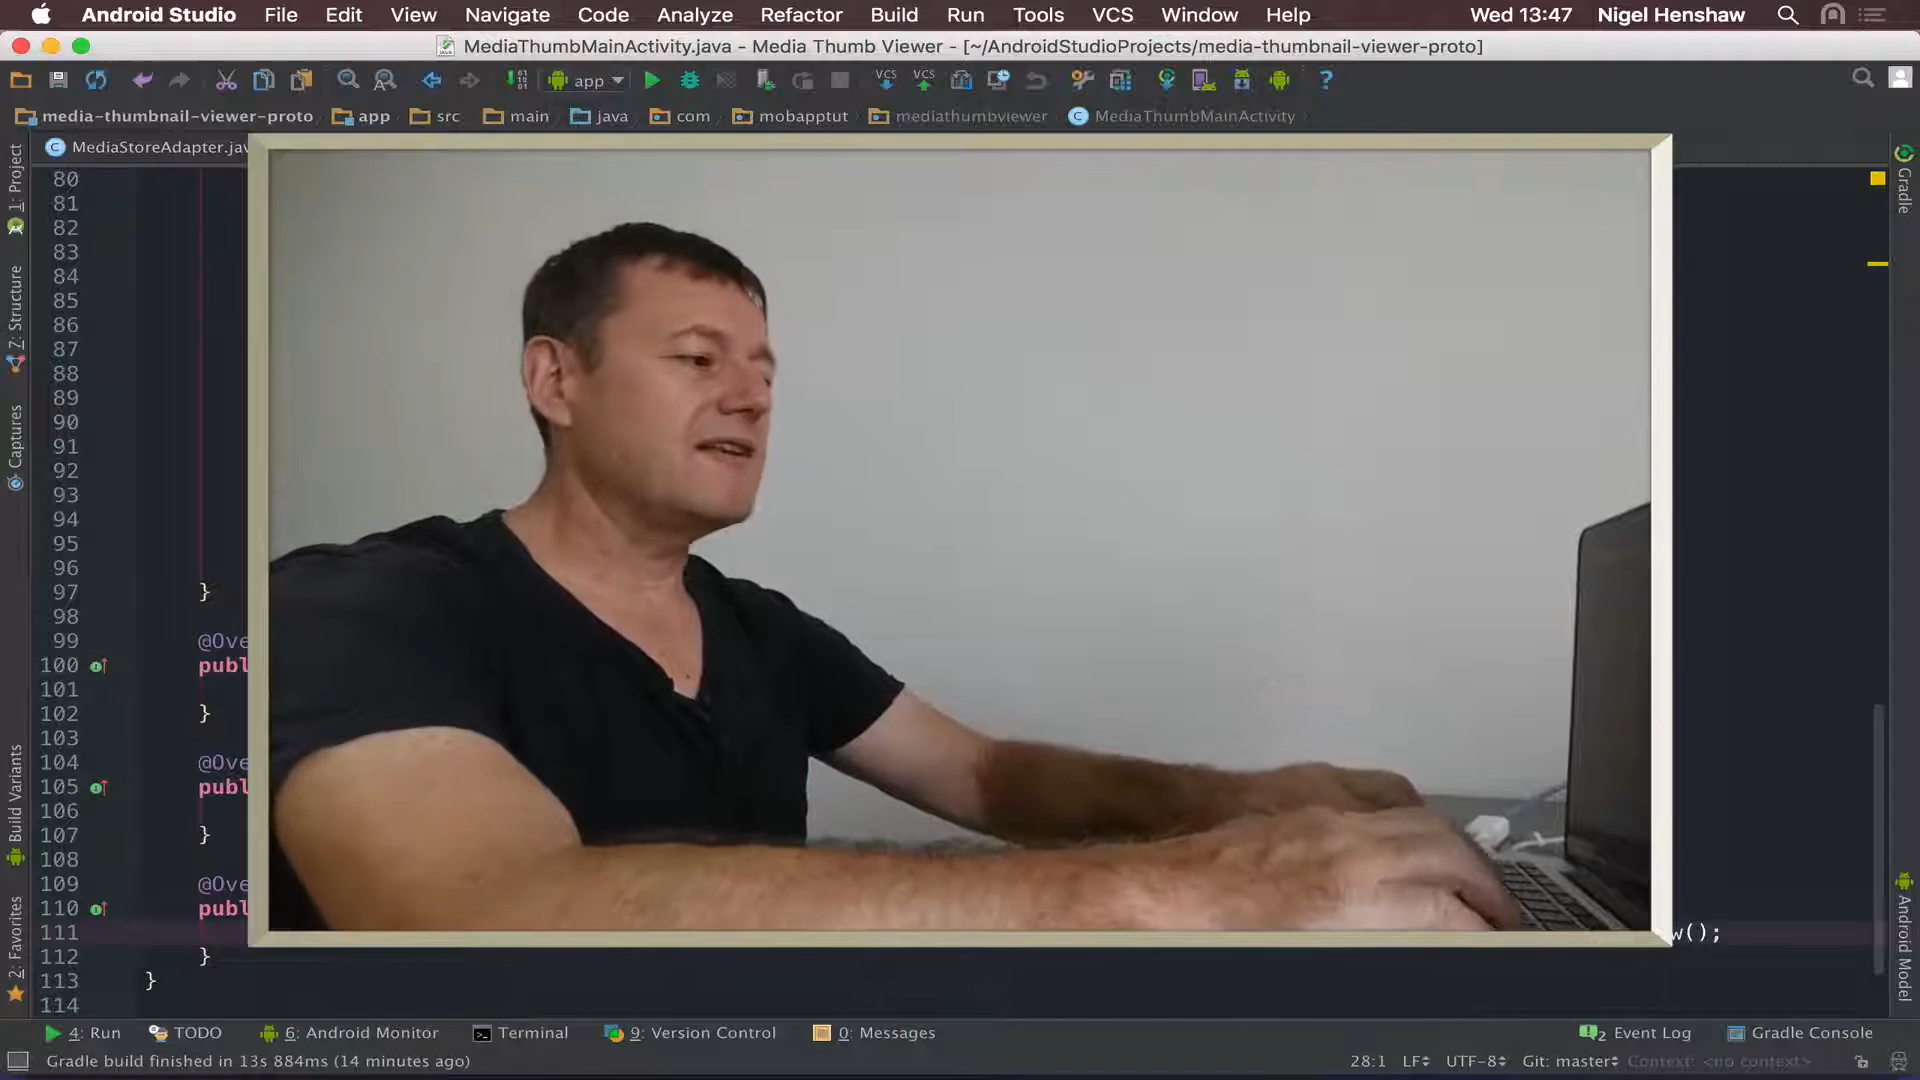 Android Studio File Edit View Navigate Code Analyze Refactor Build Run Tools VCS Window Help Wed 13:47 Nigel Henshaw
MediaThumbMainActivity.java - Media Thumb Viewer - [~/AndroidStudioProjects/media-thumbnail-viewer-proto]
app VCS VCS ?
media-thumbnail-viewer-proto app src main java com mobapptut mediathumbviewer MediaThumbMainActivity
MediaStoreAdapter.jav
1: Project
7: Structure
Captures
Build Variants
2: Favorites
Gradle
Android Model
80
81
82
83
84
85
86
87
88
89
90
91
92
93
94
95
96
97 }
98
99 @Ove
100 publ
101
102 }
103
104 @Ove
105 publ
106
107 }
108
109 @Ove
110 publ
111 w();
112 }
113 }
114
4: Run TODO 6: Android Monitor Terminal 9: Version Control 0: Messages 2 Event Log Gradle Console
Gradle build finished in 13s 884ms (14 minutes ago) 28:1 LF UTF-8 Git: master Context: <no context>